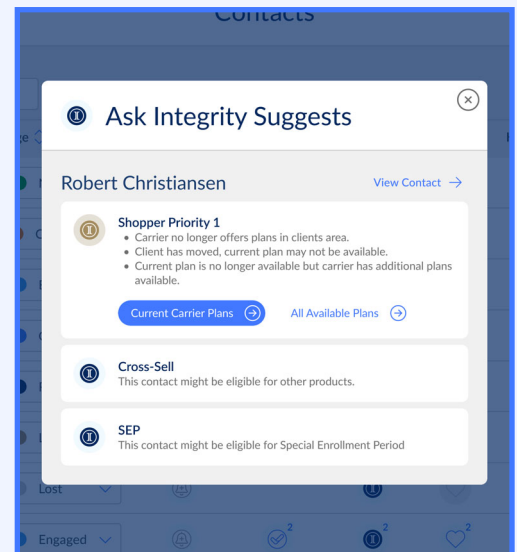 Contacts
Ask Integrity Suggests
Robert Christiansen
View Contact
Shopper Priority 1
• Carrier no longer offers plans in clients area.
• Client has moved, current plan may not be available.
• Current plan is no longer available but carrier has additional plans
available.
Current Carrier Plans
All Available Plans
Cross-Sell
This contact might be eligible for other products.
SEP
This contact might be eligible for Special Enrollment Period
Lost
Engaged
2
2
2